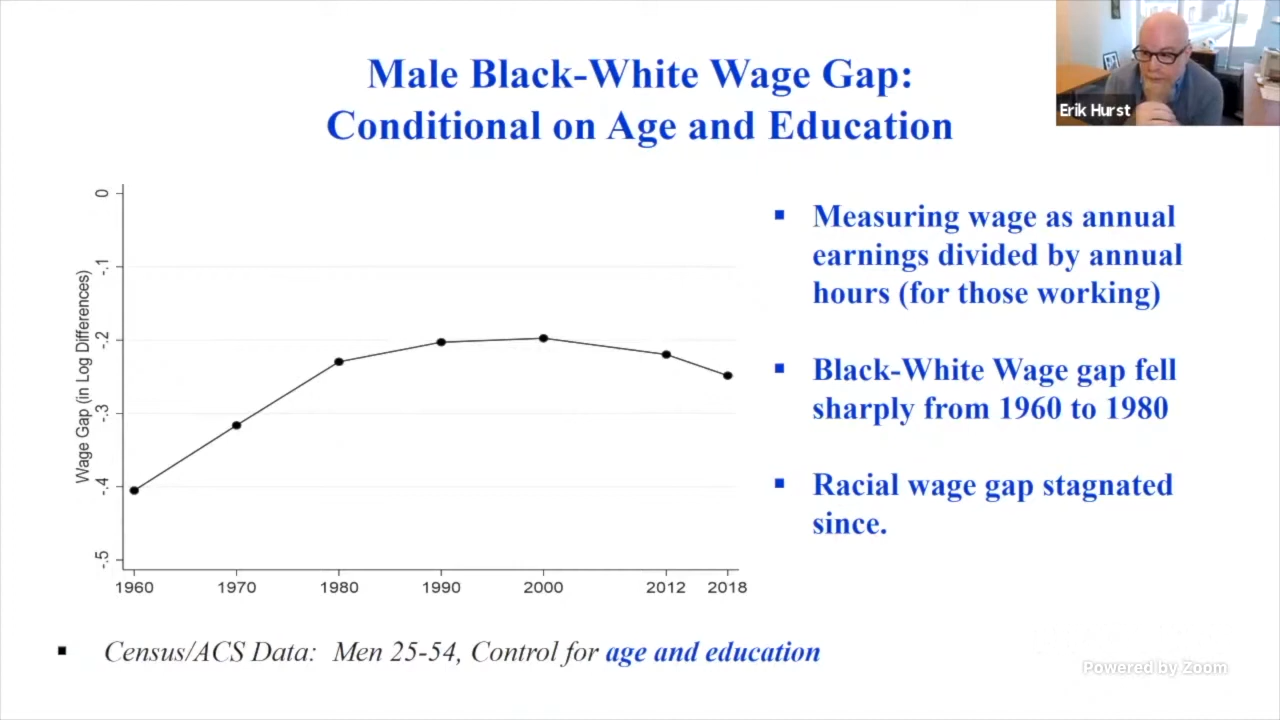 Male Black-White Wage Gap:
Conditional on Age and Education
Erik Hurst
Wage Gap (in Log Differences)
0
-.1
-.2
-.3
-.4
-.5
1960 1970 1980 1990 2000 2012 2018
▪ Measuring wage as annual
earnings divided by annual
hours (for those working)
▪ Black-White Wage gap fell
sharply from 1960 to 1980
▪ Racial wage gap stagnated
since.
▪ Census/ACS Data: Men 25-54, Control for age and education
Powered by Zoom